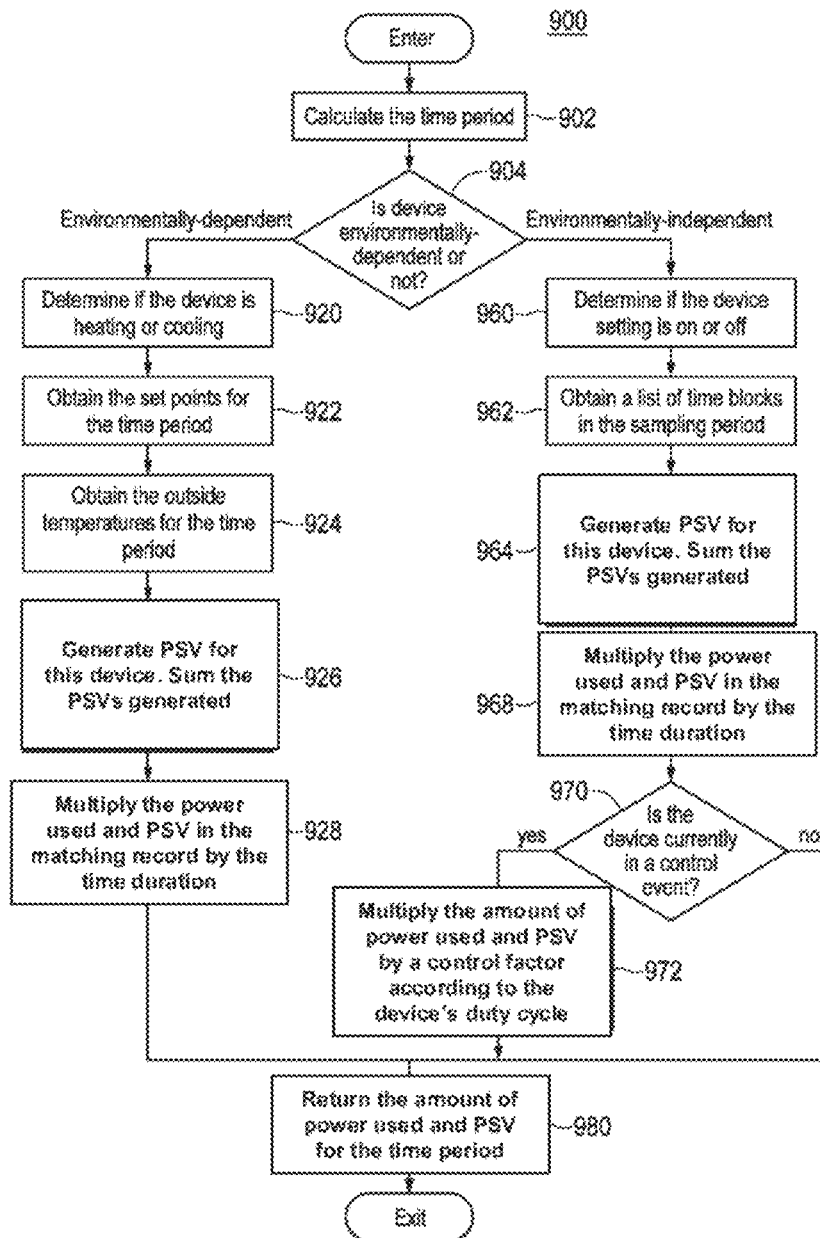 900
Enter
Calculate the time period
902
904
Environmentally-dependent
Is device
environmentally-
dependent or
not?
Environmentally-independent
Determine if the device is
heating or cooling
920
Obtain the set points for
the time period
922
Obtain the outside
temperatures for the time
period
924
Generate PSV for
this device. Sum the
PSVs generated
926
Multiply the power
used and PSV in the
matching record by the
time duration
928
960
Determine if the device
setting is on or off
962
Obtain a list of time blocks
in the sampling period
964
Generate PSV for
this device. Sum the
PSVs generated
968
Multiply the power
used and PSV in the
matching record by the
time duration
970
yes
Is the
device currently
in a control
event?
no
Multiply the amount of
power used and PSV
by a control factor
according to the
device's duty cycle
972
Return the amount of
power used and PSV
for the time period
980
Exit